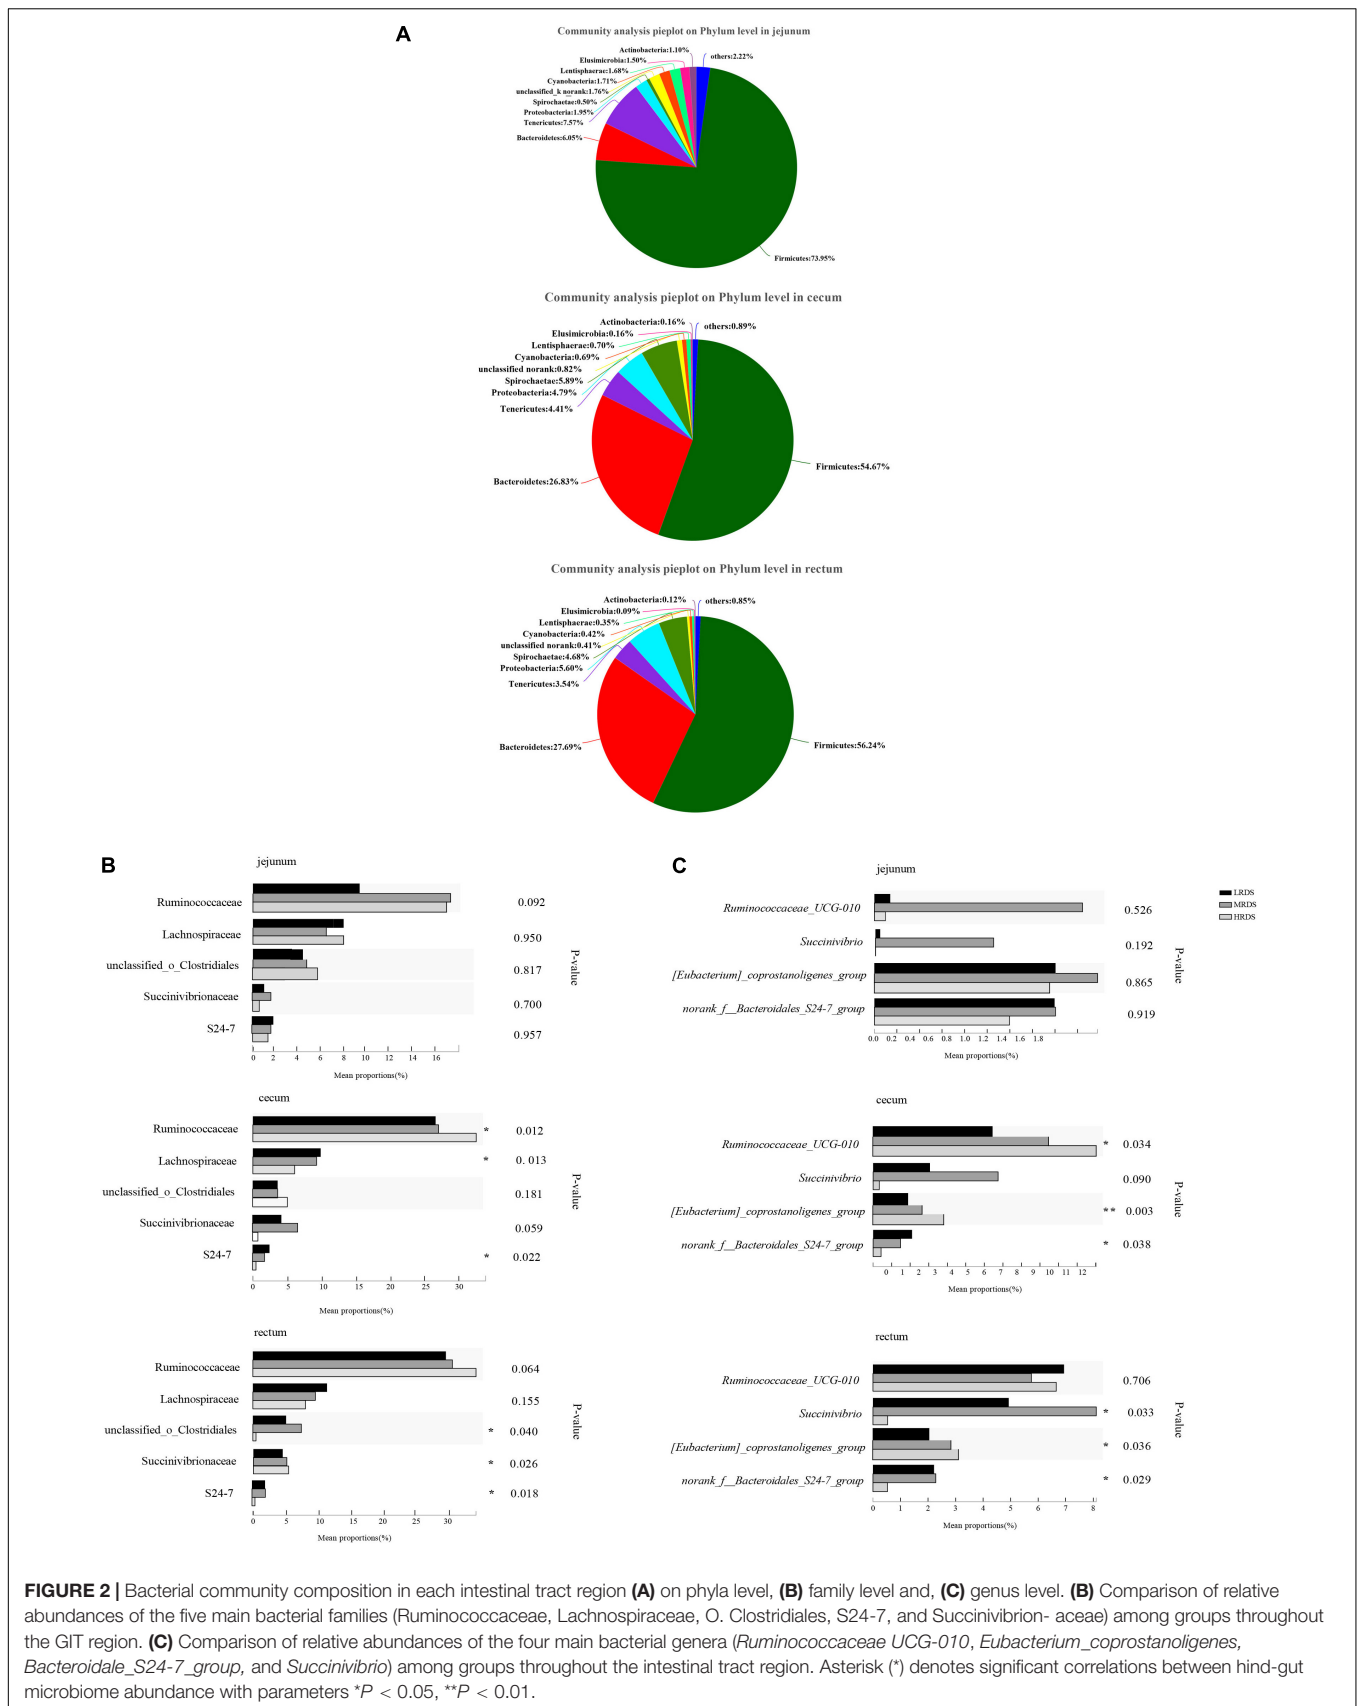 A
Community analysis pieplot on Phylum level in jejunum
Actinobacteria:1.10%
others:2.22%
Elusimicrobia:1.50%
Lentisphaerae:1.68%
Cyanobacteria:1.71%
unclassified_k_norank:1.76%
Spirochaetae:0.50%
Proteobacteria:1.95%
Tenericutes:7.57%
Bacteroidetes:6.05%
Firmicutes:73.95%
Community analysis pieplot on Phylum level in cecum
Actinobacteria:0.16%
others:0.89%
Elusimicrobia:0.16%
Lentisphaerae:0.70%
Cyanobacteria:0.69%
unclassified norank:0.82%
Spirochaetae:5.89%
Proteobacteria:4.79%
Tenericutes:4.41%
Firmicutes:54.67%
Bacteroidetes:26.83%
Community analysis pieplot on Phylum level in rectum
Actinobacteria:0.12%
others:0.85%
Elusimicrobia:0.09%
Lentisphaerae:0.35%
Cyanobacteria:0.42%
unclassified norank:0.41%
Spirochaetae:4.68%
Proteobacteria:5.60%
Tenericutes:3.54%
Firmicutes:56.24%
Bacteroidetes:27.69%
B
jejunum
Ruminococcaceae 0.092
Lachnospiraceae 0.950
unclassified_o_Clostridiales 0.817
Succinivibrionaceae 0.700
S24-7 0.957
P-value
0 2 4 6 8 10 12 14 16
Mean proportions(%)
cecum
Ruminococcaceae * 0.012
Lachnospiraceae * 0. 013
unclassified_o_Clostridiales 0.181
Succinivibrionaceae 0.059
S24-7 * 0.022
P-value
0 5 10 15 20 25 30
Mean proportions(%)
rectum
Ruminococcaceae 0.064
Lachnospiraceae 0.155
unclassified_o_Clostridiales * 0.040
Succinivibrionaceae * 0.026
S24-7 * 0.018
P-value
0 5 10 15 20 25 30
Mean proportions(%)
C
jejunum
LRDS
MRDS
HRDS
Ruminococcaceae_UCG-010 0.526
Succinivibrio 0.192
[Eubacterium]_coprostanoligenes_group 0.865
norank_f__Bacteroidales_S24-7_group 0.919
P-value
0.0 0.2 0.4 0.6 0.8 1.0 1.2 1.4 1.6 1.8
Mean proportions(%)
cecum
Ruminococcaceae_UCG-010 * 0.034
Succinivibrio 0.090
[Eubacterium]_coprostanoligenes_group ** 0.003
norank_f__Bacteroidales_S24-7_group * 0.038
P-value
0 1 2 3 4 5 6 7 8 9 10 11 12
Mean proportions(%)
rectum
Ruminococcaceae_UCG-010 0.706
Succinivibrio * 0.033
[Eubacterium]_coprostanoligenes_group * 0.036
norank_f__Bacteroidales_S24-7_group * 0.029
P-value
0 1 2 3 5 6 7 8
Mean proportions(%)
FIGURE 2 | Bacterial community composition in each intestinal tract region (A) on phyla level, (B) family level and, (C) genus level. (B) Comparison of relative
abundances of the five main bacterial families (Ruminococcaceae, Lachnospiraceae, O. Clostridiales, S24-7, and Succinivibrion- aceae) among groups throughout
the GIT region. (C) Comparison of relative abundances of the four main bacterial genera (Ruminococcaceae UCG-010, Eubacterium_coprostanoligenes,
Bacteroidale_S24-7_group, and Succinivibrio) among groups throughout the intestinal tract region. Asterisk (*) denotes significant correlations between hind-gut
microbiome abundance with parameters *P < 0.05, **P < 0.01.